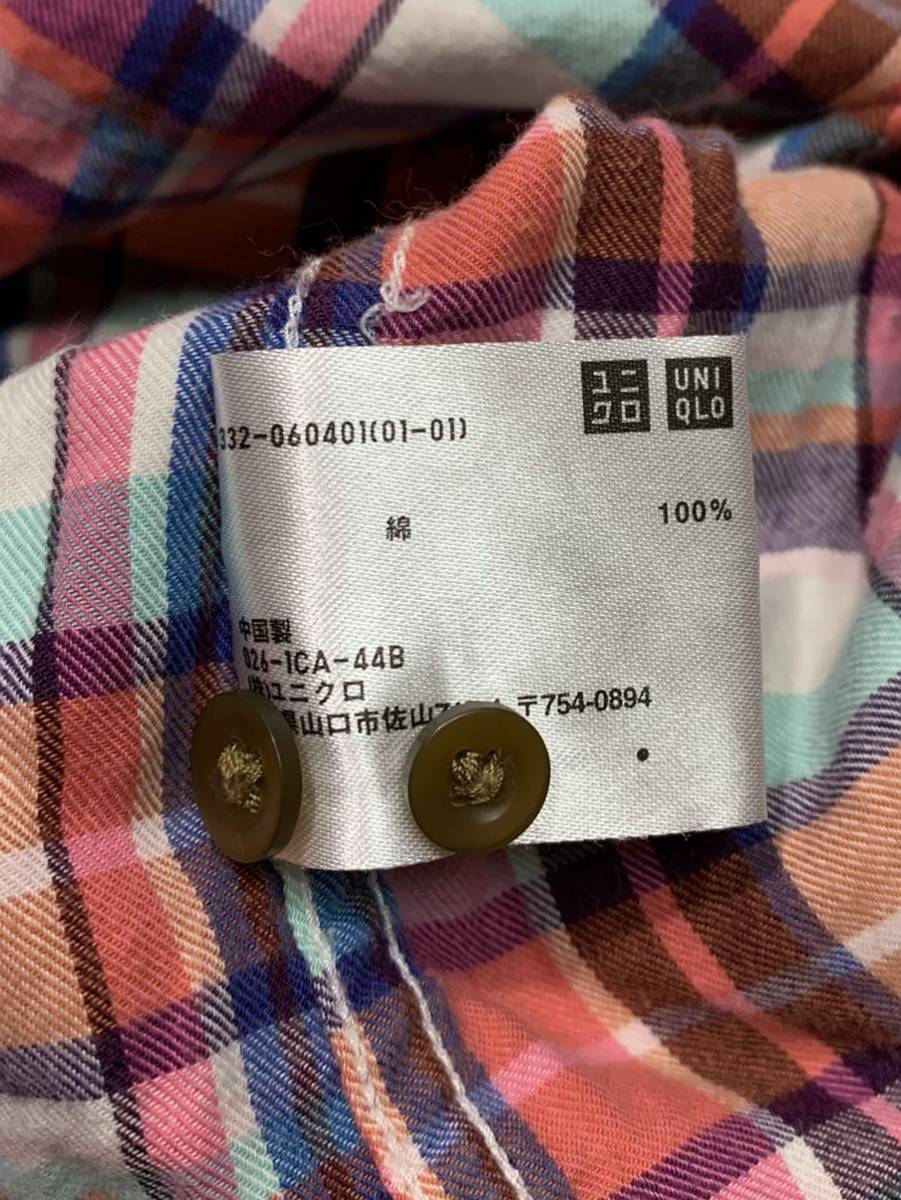 ユニ
クロ
UNI
QLO
332-060401(01-01)
綿 100%
中国製
026-1CA-44B
(株)ユニクロ
県山口市佐山 〒754-0894